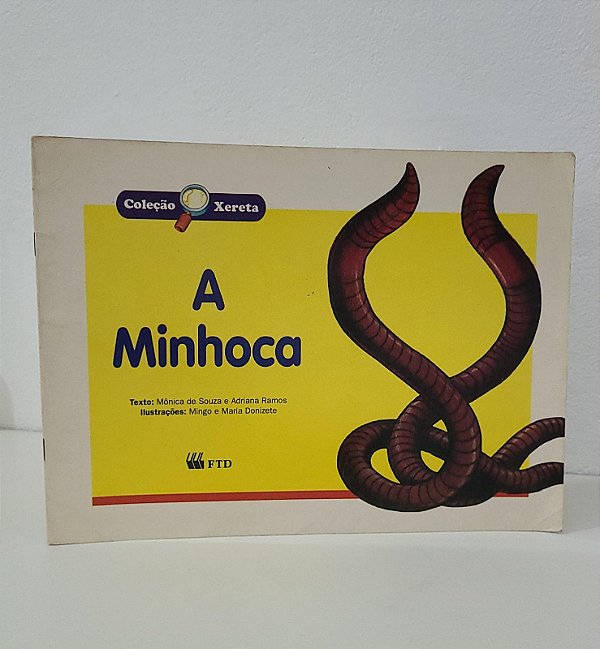 Coleção Xereta
A
Minhoca
Texto: Mônica de Souza e Adriana Ramos
Ilustrações: Mingo e Maria Donizete
FTD